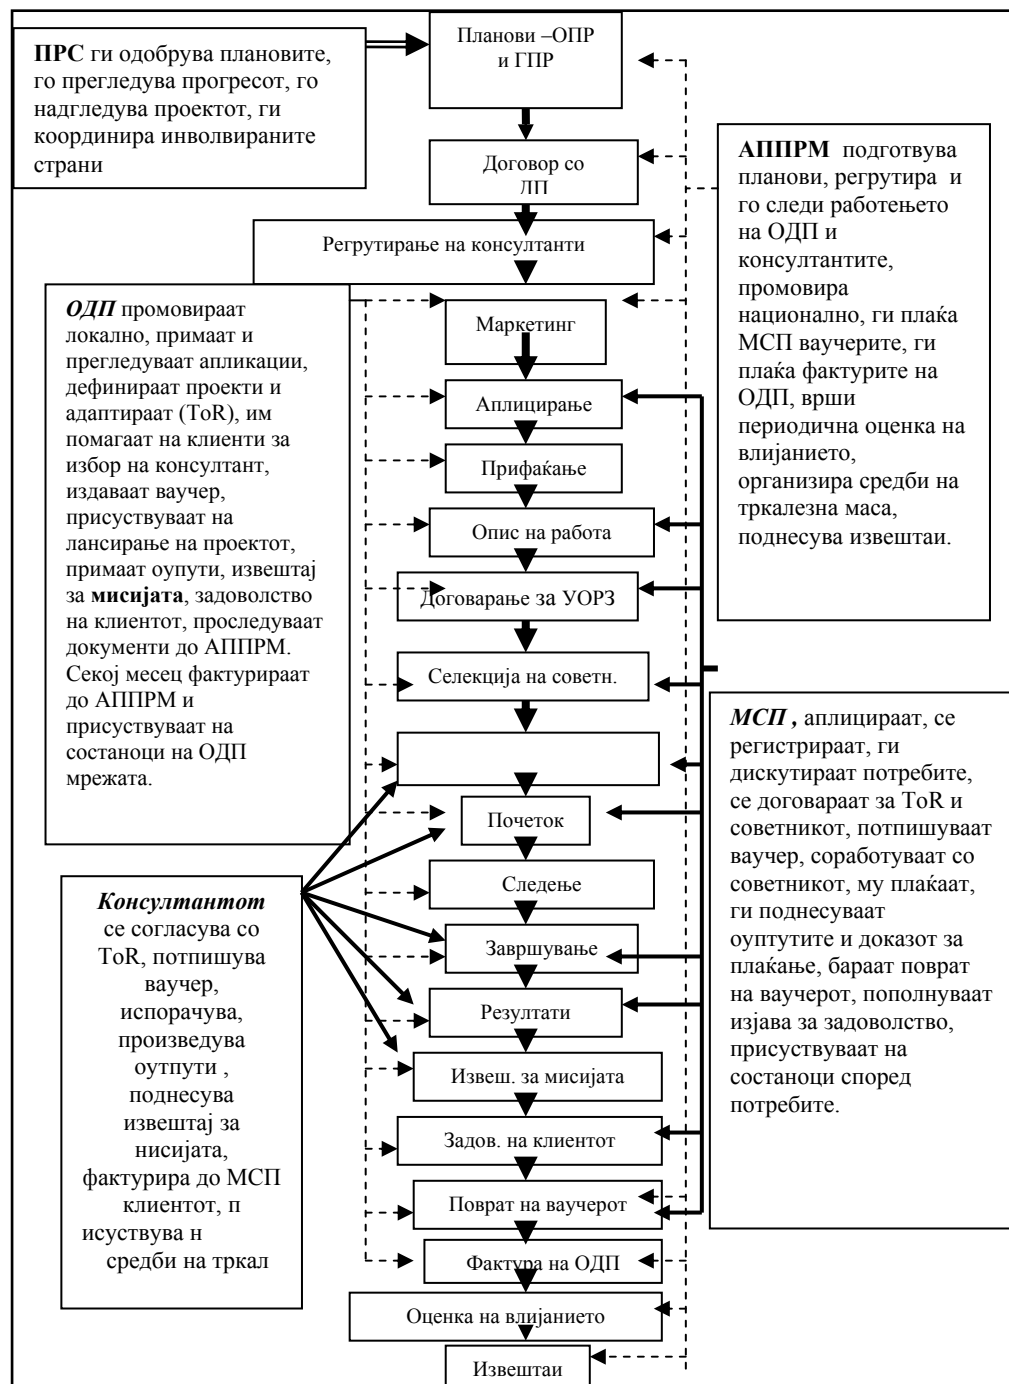 ПРС ги одобрува плановите,
го прегледува прогресот, го
надгледува проектот, ги
координира инволвираните
страни
Планови –ОПР
и ГПР
Договор со
ЛП
Регрутирање на консултанти
Маркетинг
Аплицирање
Прифаќање
Опис на работа
Договарање за УОРЗ
Селекција на советн.
Почеток
Следење
Завршување
Резултати
Извеш. за мисијата
Задов. на клиентот
Поврат на ваучерот
Фактура на ОДП
Оценка на влијанието
Извештаи
АППРМ подготвува
планови, регрутира и
го следи работењето
на ОДП и
консултантите,
промовира
национално, ги плаќа
МСП ваучерите, ги
плаќа фактурите на
ОДП, врши
периодична оценка на
влијанието,
организира средби на
тркалезна маса,
поднесува извештаи.
ОДП промовираат
локално, примаат и
прегледуваат апликации,
дефинираат проекти и
адаптираат (ToR), им
помагаат на клиенти за
избор на консултант,
издаваат ваучер,
присуствуваат на
лансирање на проектот,
примаат оупути, извештај
за мисијата, задоволство
на клиентот, проследуваат
документи до АППРМ.
Секој месец фактурираат
до АППРМ и
присуствуваат на
состаноци на ОДП
мрежата.
МСП , аплицираат, се
регистрираат, ги
дискутираат потребите,
се договараат за ToR и
советникот, потпишуваат
ваучер, соработуваат со
советникот, му плаќаат,
ги поднесуваат
оуптутите и доказот за
плаќање, бараат поврат
на ваучерот, пополнуваат
изјава за задоволство,
присуствуваат на
состаноци според
потребите.
Консултантот
се согласува со
ToR, потпишува
ваучер,
испорачува,
произведува
оутпути ,
поднесува
извештај за
нисијата,
фактурира до МСП
клиентот, п
исуствува н
средби на тркал